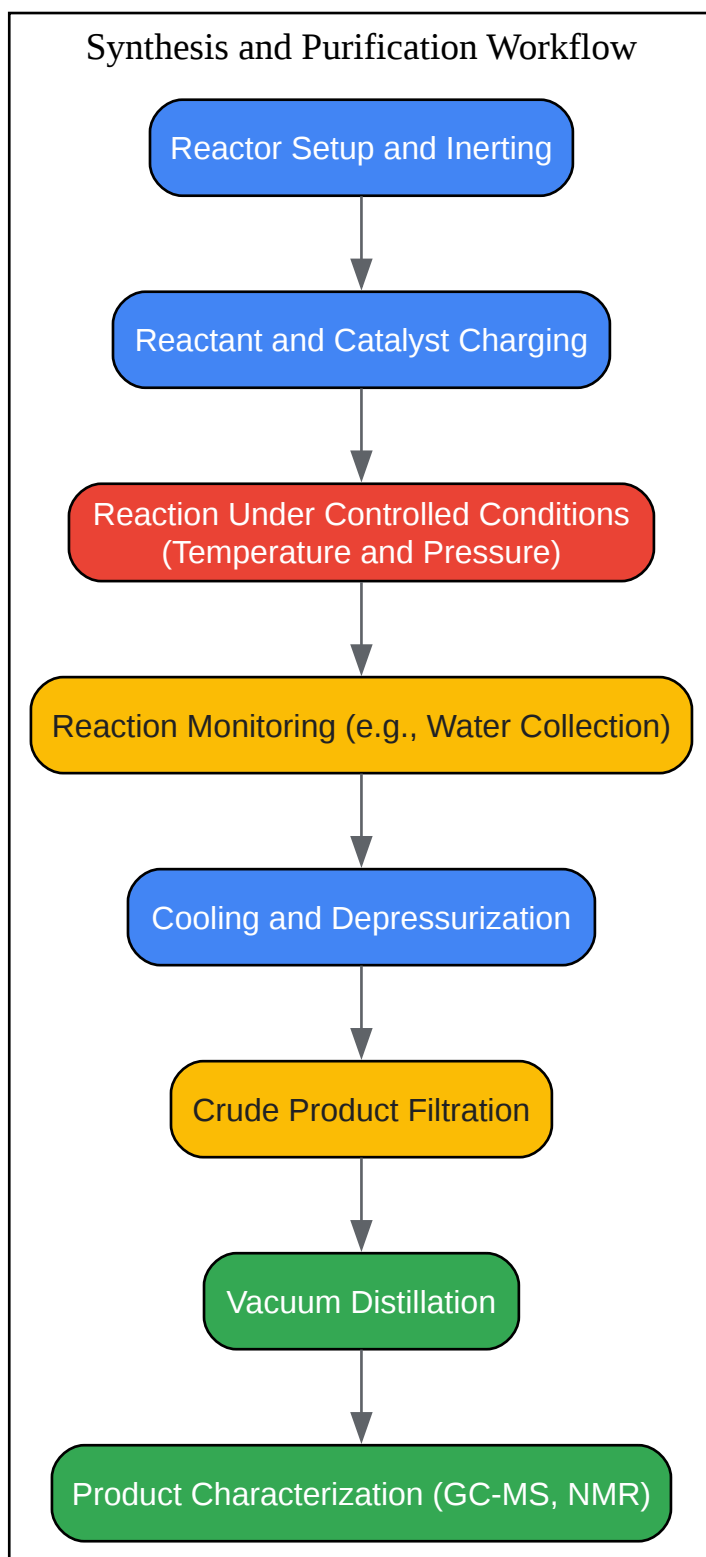 Synthesis and Purification Workflow
Reactor Setup and Inerting
Reactant and Catalyst Charging
Reaction Under Controlled Conditions
(Temperature and Pressure)
Reaction Monitoring (e.g., Water Collection)
Cooling and Depressurization
Crude Product Filtration
Vacuum Distillation
Product Characterization (GC-MS, NMR)